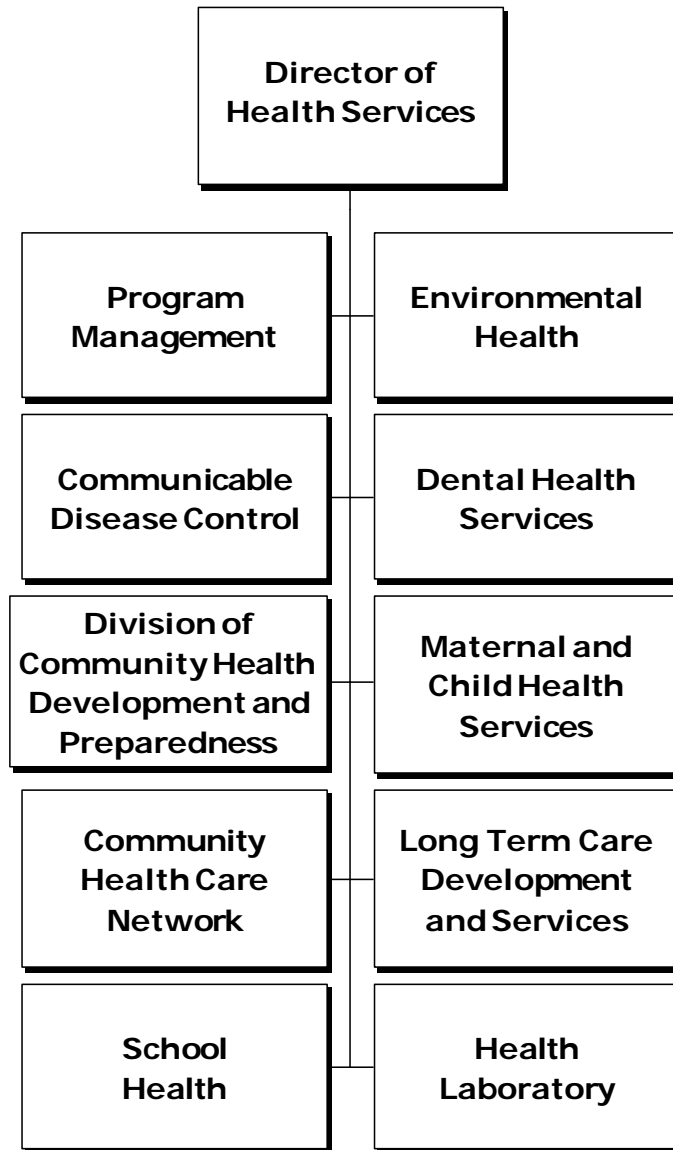 Director of
Health Services
Program
Management
Environmental
Health
Communicable
Disease Control
Dental Health
Services
Division of
Community Health
Development and
Preparedness
Maternal and
Child Health
Services
Community
Health Care
Network
Long Term Care
Development
and Services
School
Health
Health
Laboratory